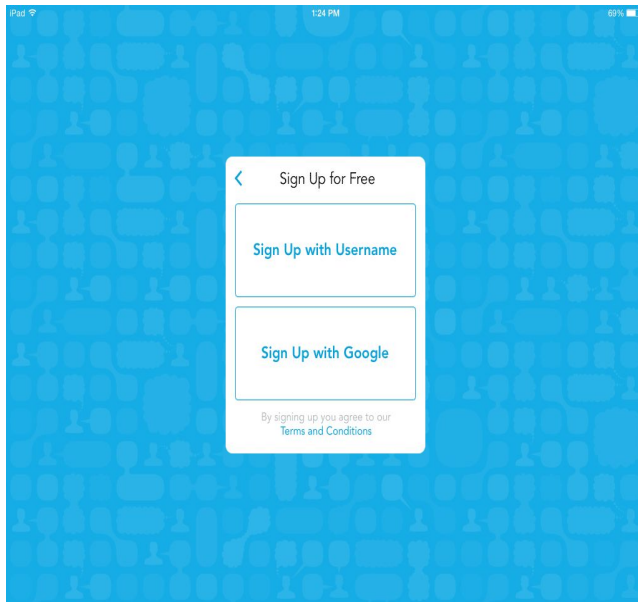 iPad 1:24 PM 69%
Sign Up for Free
Sign Up with Username
Sign Up with Google
By signing up you agree to our
Terms and Conditions